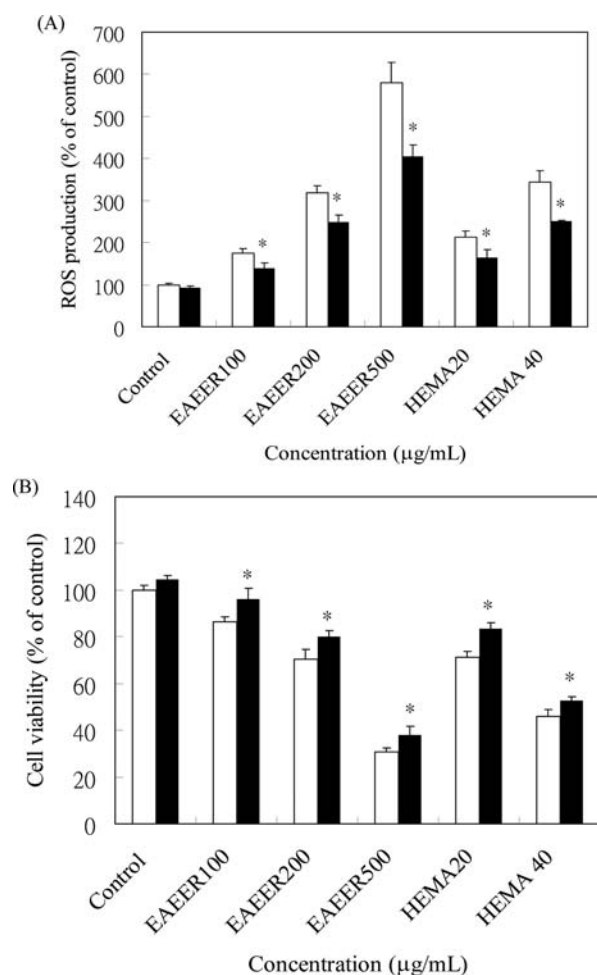 (A)
ROS production (% of control)
700
600
500
400
300
200
100
0
*
*
*
*
*
Control
EAEER100
EAEER200
EAEER500
HEMA20
HEMA 40
Concentration (µg/mL)
(B)
Cell viability (% of control)
140
120
100
80
60
40
20
0
*
*
*
*
*
Control
EAEER100
EAEER200
EAEER500
HEMA20
HEMA 40
Concentration (µg/mL)